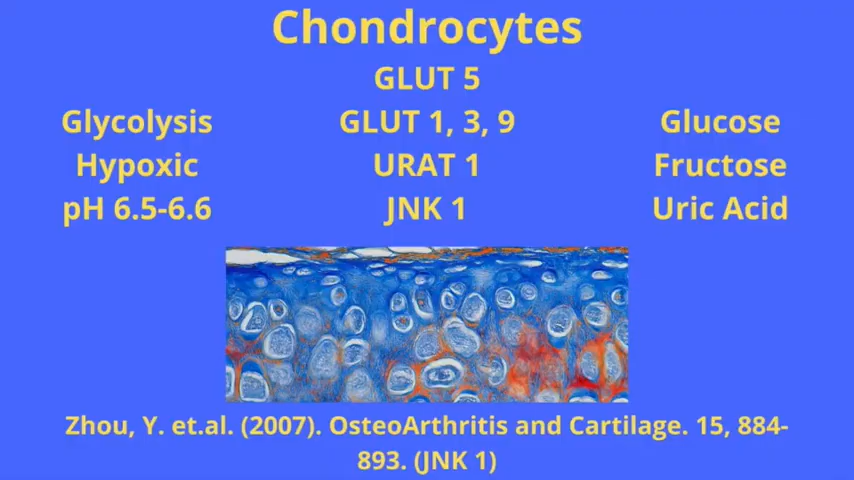 Chondrocytes
GLUT 5
Glycolysis GLUT 1, 3, 9 Glucose
Hypoxic URAT 1 Fructose
pH 6.5-6.6 JNK 1 Uric Acid
Zhou, Y. et.al. (2007). OsteoArthritis and Cartilage. 15, 884-
893. (JNK 1)